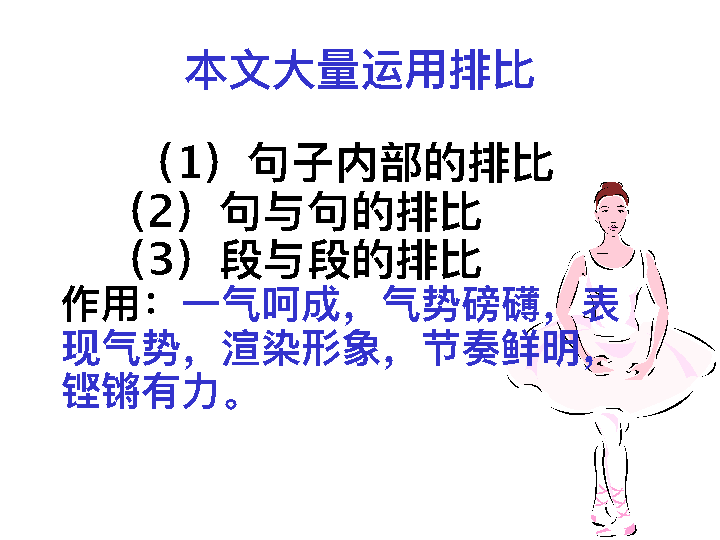 本文大量运用排比
（1）句子内部的排比
（2）句与句的排比
（3）段与段的排比
作用：一气呵成，气势磅礴，表
现气势，渲染形象，节奏鲜明，
铿锵有力。